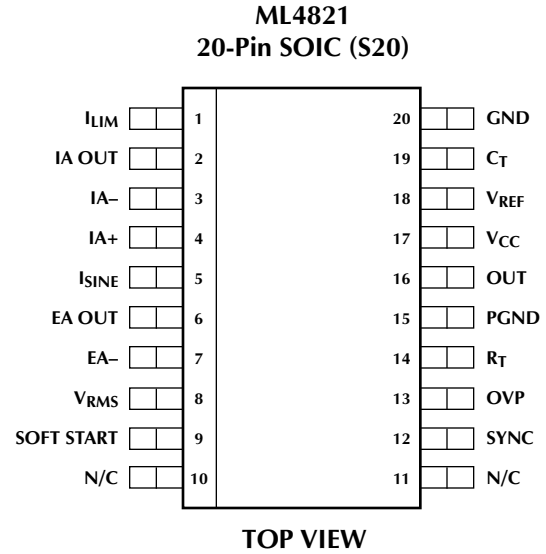 ML4821
20-Pin SOIC (S20)
ILIM 1 20 GND
IA OUT 2 19 CT
IA– 3 18 VREF
IA+ 4 17 VCC
ISINE 5 16 OUT
EA OUT 6 15 PGND
EA– 7 14 RT
VRMS 8 13 OVP
SOFT START 9 12 SYNC
N/C 10 11 N/C
TOP VIEW